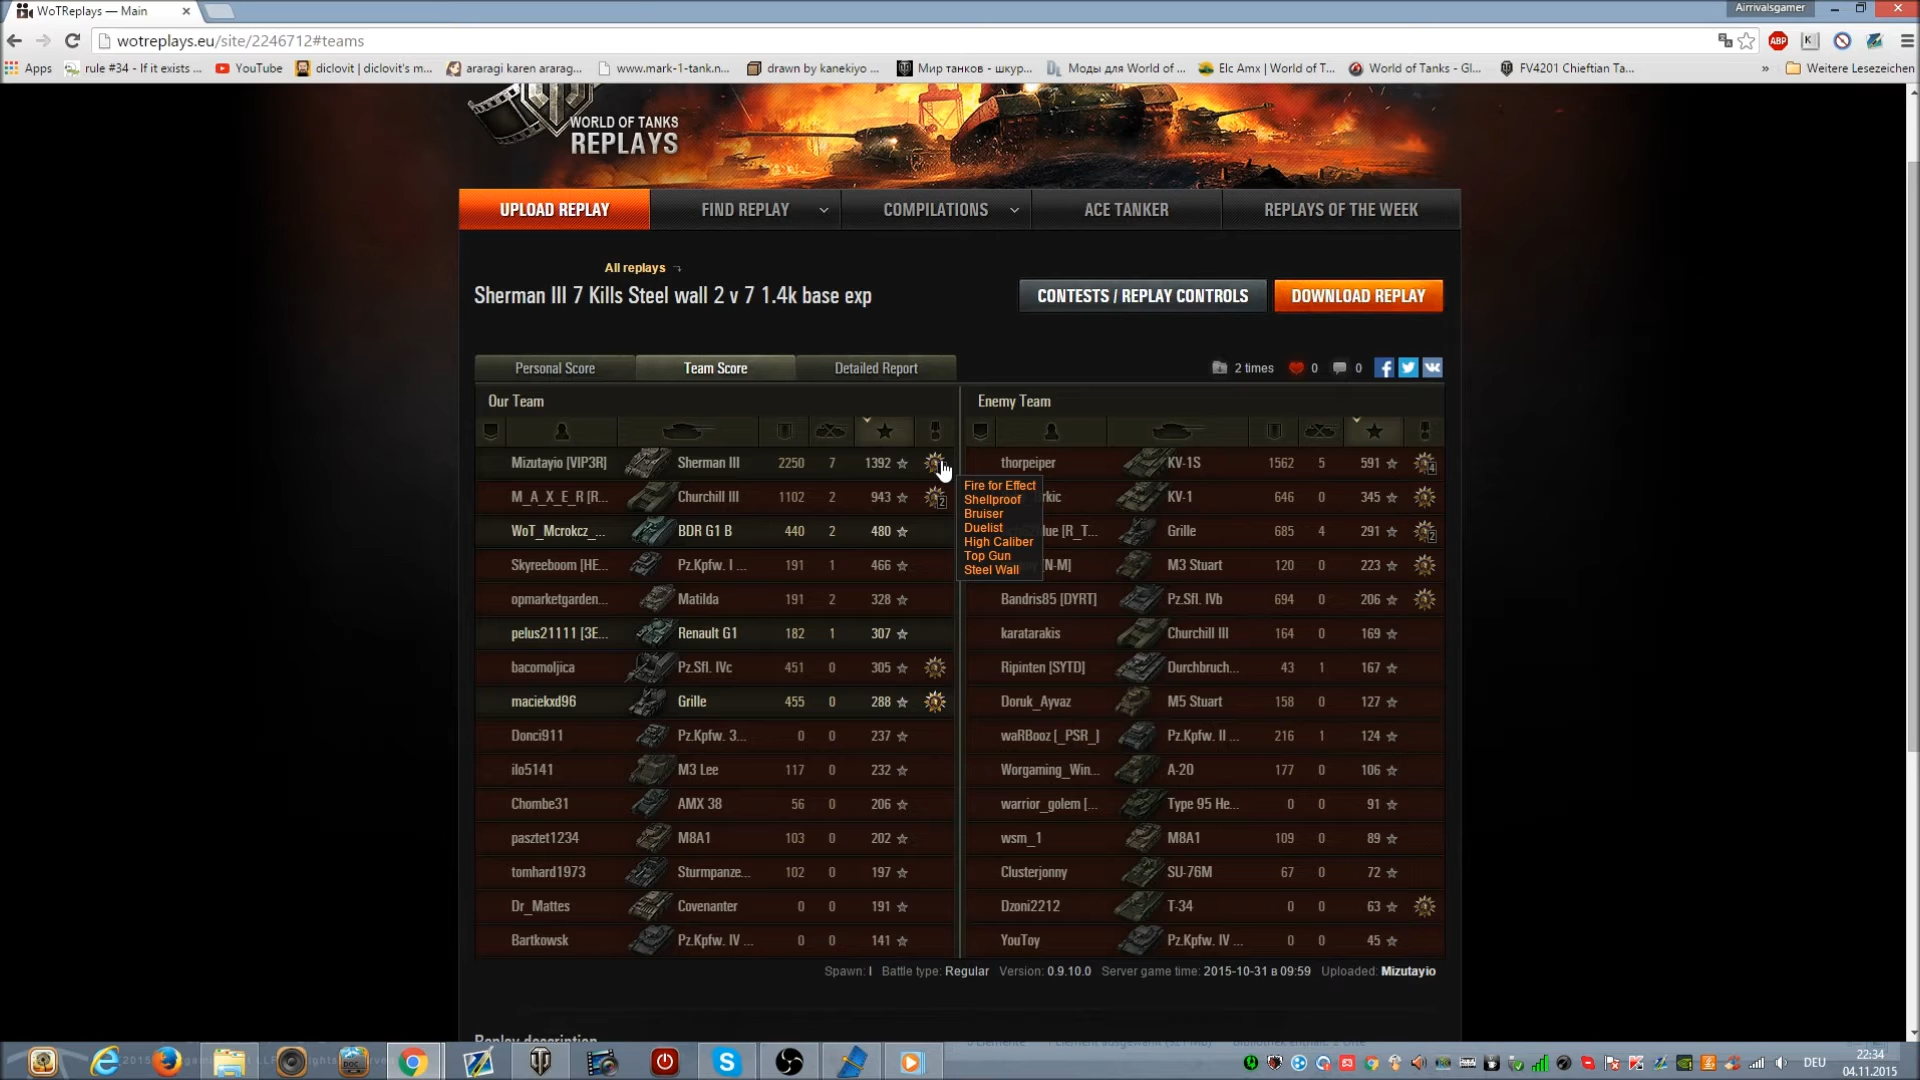 WoTReplays — Main
Airrivalsgamer
wotreplays.eu/site/2246712#teams
Apps
rule #34 - If it exists ...
YouTube
diclovit | diclovit's m...
araragi karen ararag...
www.mark-1-tank.n...
drawn by kanekiyo ...
Мир танков - шкур...
Моды для World of ...
Elc Amx | World of T...
World of Tanks - Gl...
FV4201 Chieftian Ta...
»
Weitere Lesezeichen
WORLD OF TANKS
REPLAYS
UPLOAD REPLAY
FIND REPLAY
COMPILATIONS
ACE TANKER
REPLAYS OF THE WEEK
All replays
Sherman III 7 Kills Steel wall 2 v 7 1.4k base exp
CONTESTS / REPLAY CONTROLS
DOWNLOAD REPLAY
Personal Score
Team Score
Detailed Report
2 times
0
0
Our Team
Mizutayio [VIP3R] Sherman III 2250 7 1392
M_A_X_E_R [R... Churchill III 1102 2 943 2
WoT_Mcrokcz_... BDR G1 B 440 2 480
Skyreeboom [HE... Pz.Kpfw. I ... 191 1 466
opmarketgarden... Matilda 191 2 328
pelus21111 [3E... Renault G1 182 1 307
bacomoljica Pz.Sfl. IVc 451 0 305
maciekxd96 Grille 455 0 288
Donci911 Pz.Kpfw. 3... 0 0 237
ilo5141 M3 Lee 117 0 232
Chombe31 AMX 38 56 0 206
pasztet1234 M8A1 103 0 202
tomhard1973 Sturmpanze... 102 0 197
Dr_Mattes Covenanter 0 0 191
Bartkowsk Pz.Kpfw. IV ... 0 0 141
Fire for Effect
Shellproof
Bruiser
Duelist
High Caliber
Top Gun
Steel Wall
Enemy Team
thorpeiper KV-1S 1562 5 591 4
rkic KV-1 646 0 345
lue [R_T... Grille 685 4 291 2
[N-M] M3 Stuart 120 0 223
Bandris85 [DYRT] Pz.Sfl. IVb 694 0 206
karatarakis Churchill III 164 0 169
Ripinten [SYTD] Durchbruch... 43 1 167
Doruk_Ayvaz M5 Stuart 158 0 127
waRBooz [_PSR_] Pz.Kpfw. II ... 216 1 124
Worgaming_Win... A-20 177 0 106
warrior_golem [... Type 95 He... 0 0 91
wsm_1 M8A1 109 0 89
Clusterjonny SU-76M 67 0 72
Dzoni2212 T-34 0 0 63
YouToy Pz.Kpfw. IV ... 0 0 45
Spawn: I Battle type: Regular Version: 0.9.10.0 Server game time: 2015-10-31 в 09:59 Uploaded: Mizutayio
Replay description
DEU
22:34
04.11.2015